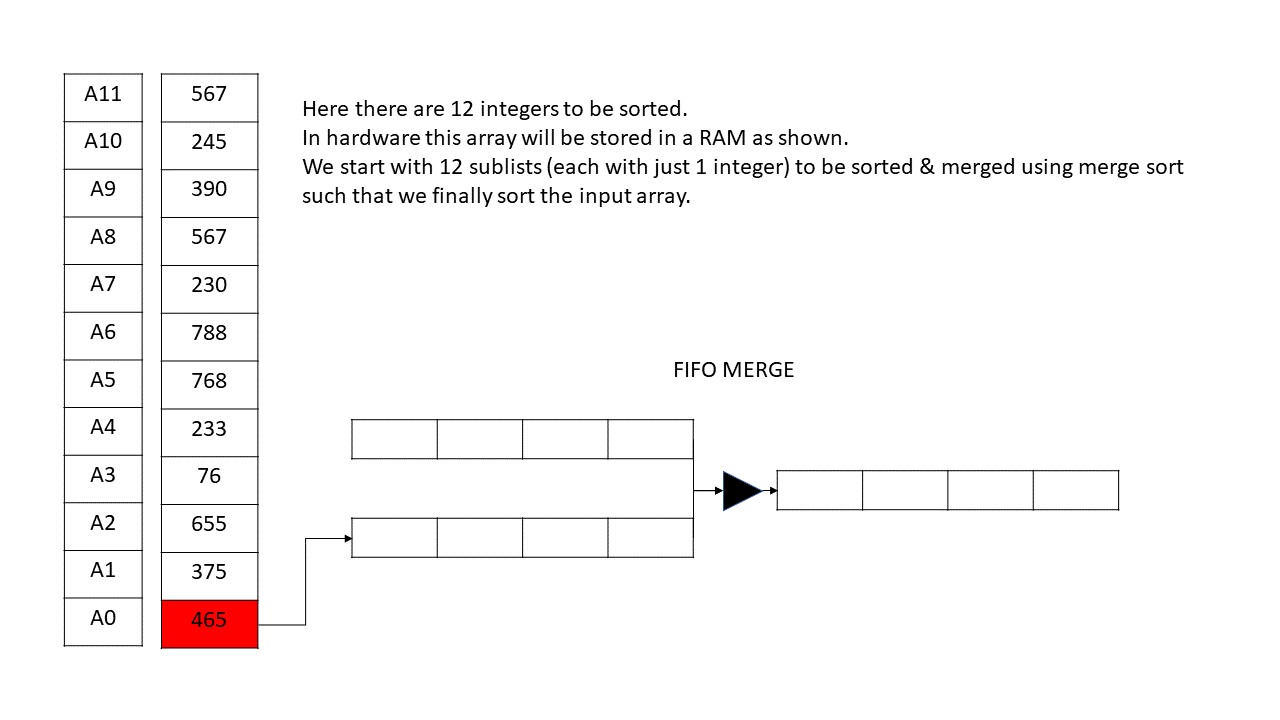 A11 567
A10 245
A9 390
A8 567
A7 230
A6 788
A5 768
A4 233
A3 76
A2 655
A1 375
A0 465
Here there are 12 integers to be sorted.
In hardware this array will be stored in a RAM as shown.
We start with 12 sublists (each with just 1 integer) to be sorted & merged using merge sort
such that we finally sort the input array.
FIFO MERGE